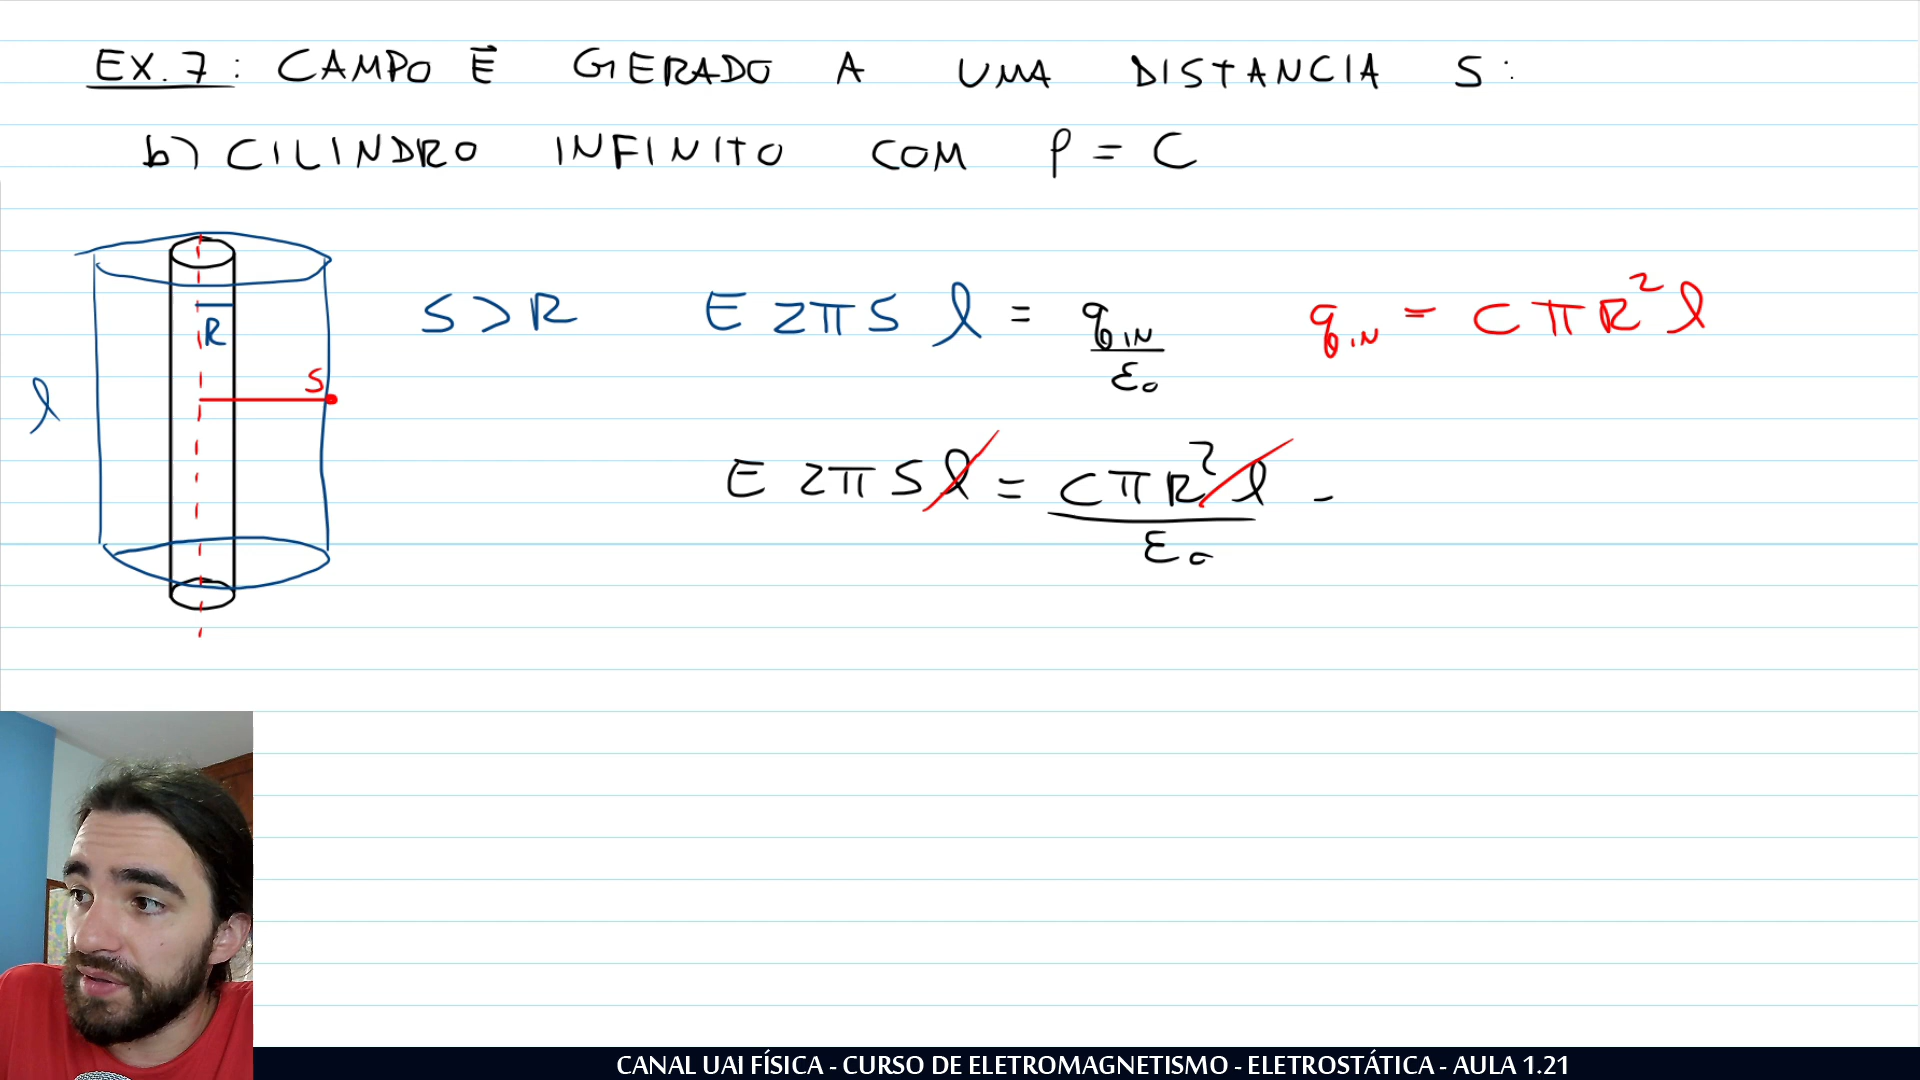 EX.7: CAMPO E⃗ GERADO A UMA DISTANCIA S:
b) CILINDRO INFINITO COM ρ = C
R
S
l
S > R
E 2π S l = q_IN / ε₀
q_IN = C π R² l
E 2π S l = C π R² l / ε₀ -
CANAL UAI FÍSICA - CURSO DE ELETROMAGNETISMO - ELETROSTÁTICA - AULA 1.21